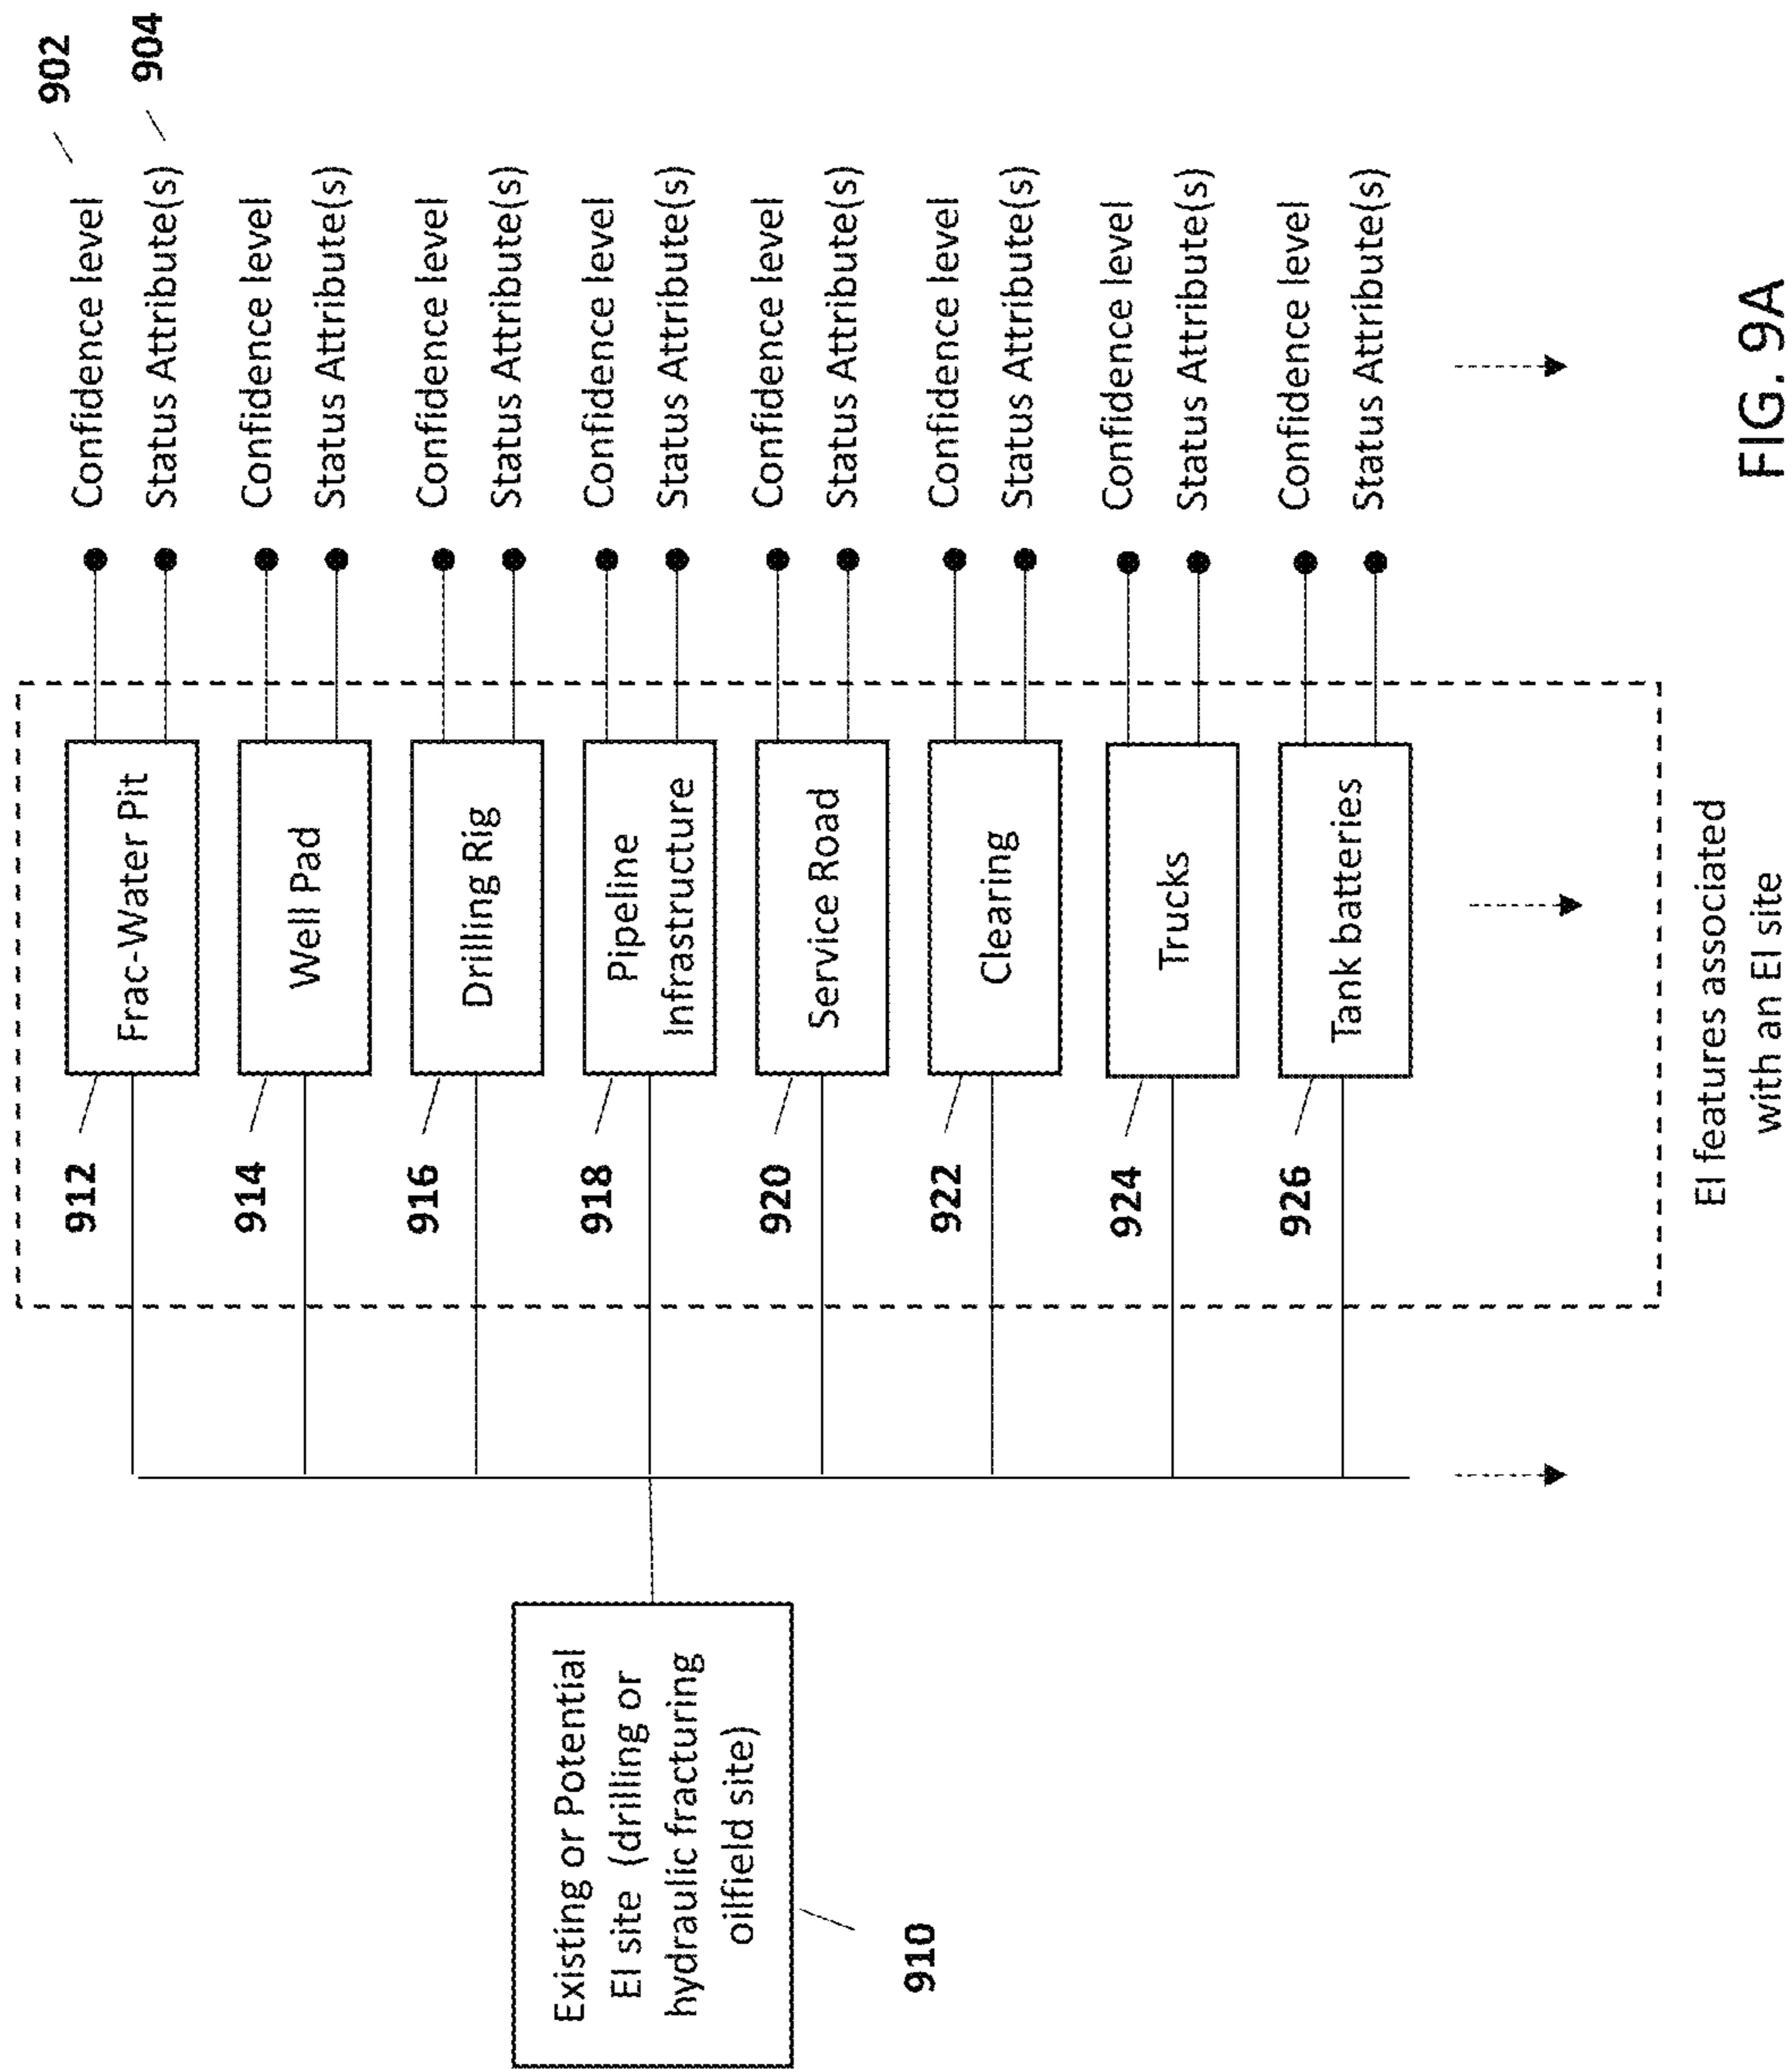 902
Confidence level
Status Attribute(s)
904
912
Frac-Water Pit
Confidence level
Status Attribute(s)
914
Well Pad
Confidence level
Status Attribute(s)
916
Drilling Rig
Existing or Potential
EI site (drilling or
hydraulic fracturing
oilfield site)
910
Confidence level
Status Attribute(s)
918
Pipeline
Infrastructure
Confidence level
Status Attribute(s)
920
Service Road
Confidence level
Status Attribute(s)
922
Clearing
Confidence level
Status Attribute(s)
924
Trucks
Confidence level
Status Attribute(s)
926
Tank batteries
EI features associated
with an EI site
FIG. 9A